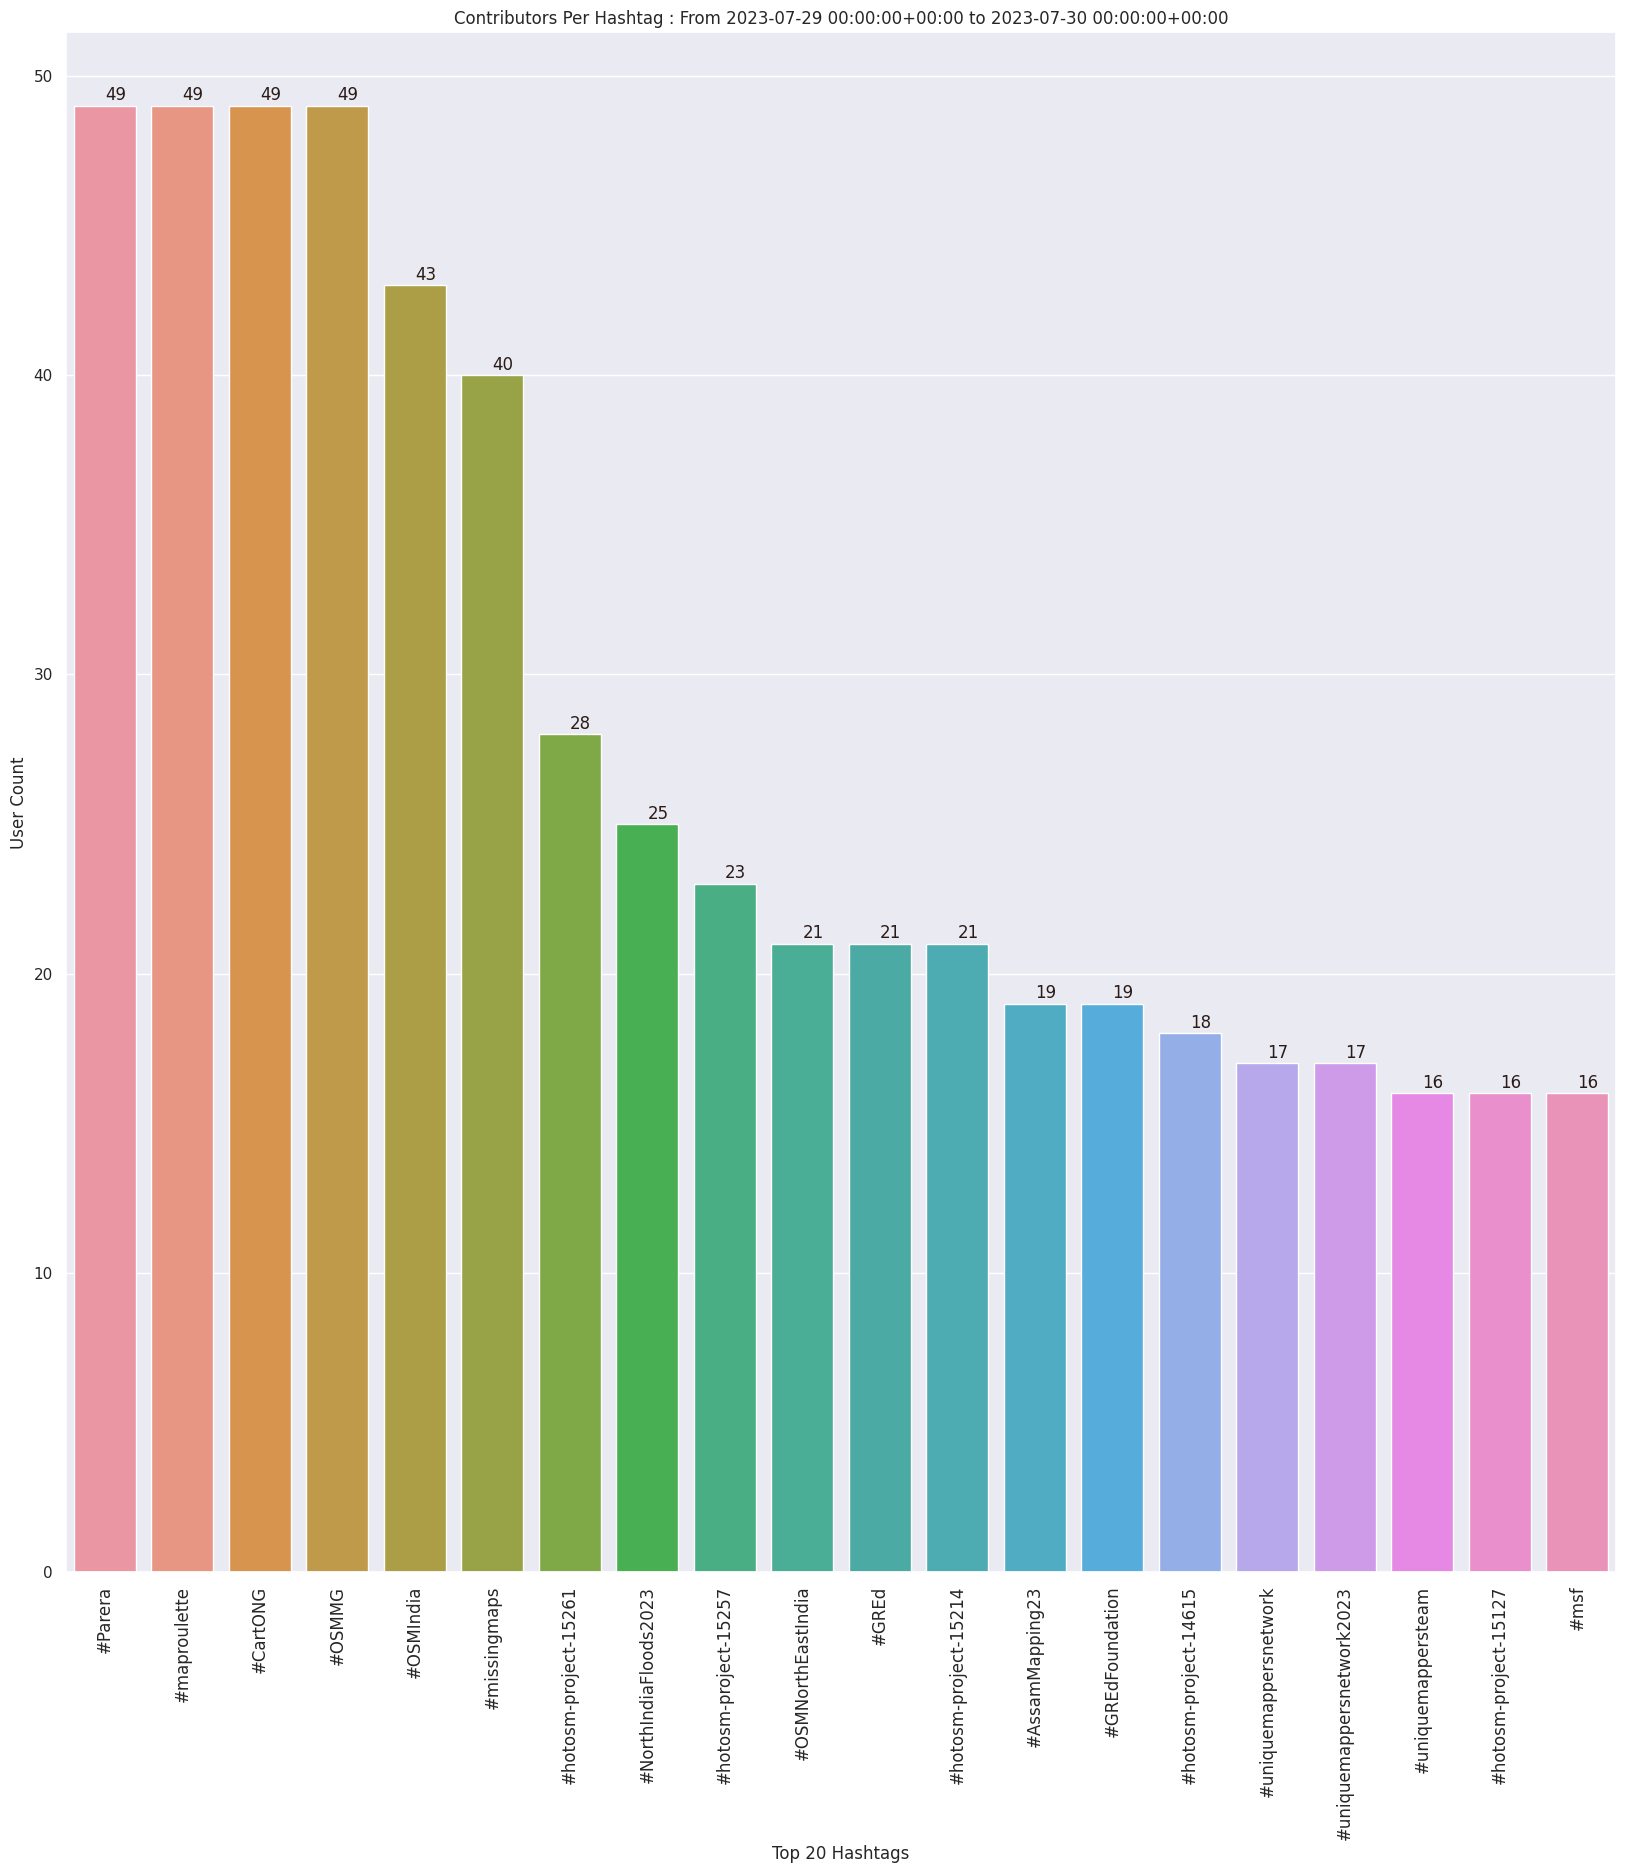 Contributors Per Hashtag : From 2023-07-29 00:00:00+00:00 to 2023-07-30 00:00:00+00:00
50
40
30
20
10
0
User Count
49
49
49
49
43
40
28
25
23
21
21
21
19
19
18
17
17
16
16
16
#Parera
#maproulette
#CartONG
#OSMMG
#OSMIndia
#missingmaps
#hotosm-project-15261
#NorthIndiaFloods2023
#hotosm-project-15257
#OSMNorthEastIndia
#GREd
#hotosm-project-15214
#AssamMapping23
#GREdFoundation
#hotosm-project-14615
#uniquemappersnetwork
#uniquemappersnetwork2023
#uniquemappersteam
#hotosm-project-15127
#msf
Top 20 Hashtags